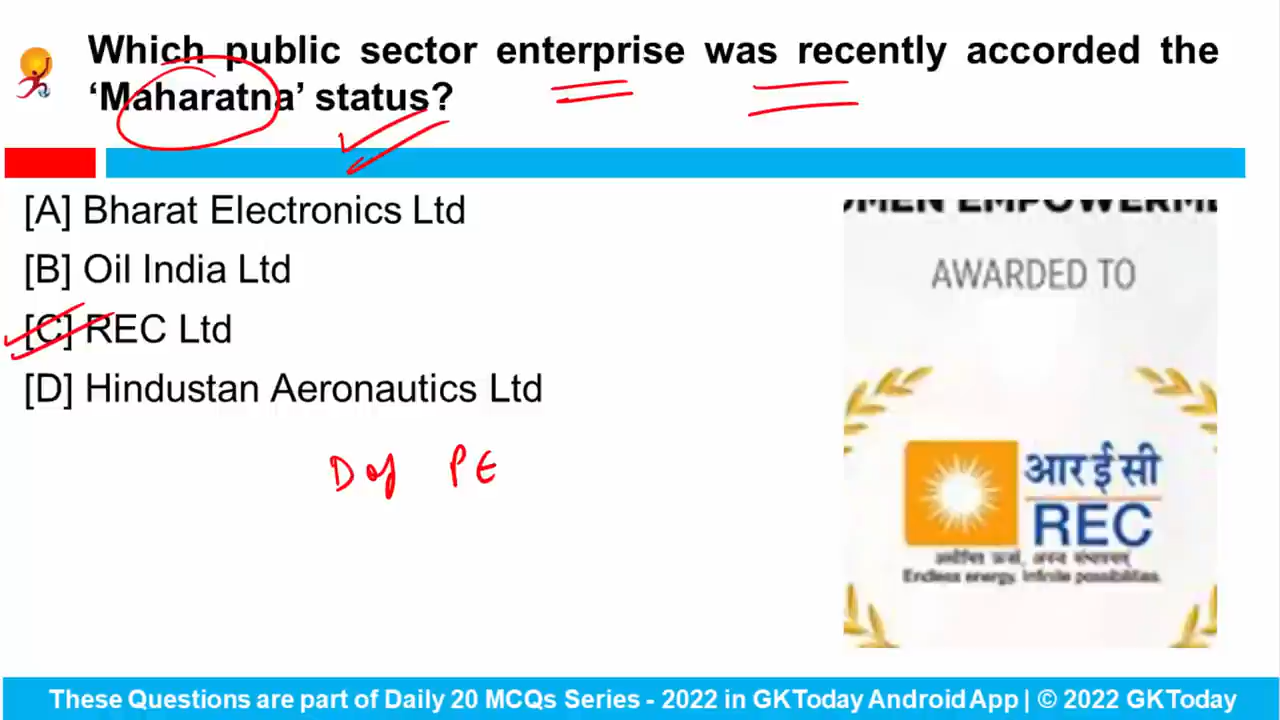 Which public sector enterprise was recently accorded the
‘Maharatna’ status?
[A] Bharat Electronics Ltd
[B] Oil India Ltd
[C] REC Ltd
[D] Hindustan Aeronautics Ltd
D of PE
AWARDED TO
आर ई सी
REC
Endless energy. Infinite possibilities.
These Questions are part of Daily 20 MCQs Series - 2022 in GKToday Android App | © 2022 GKToday